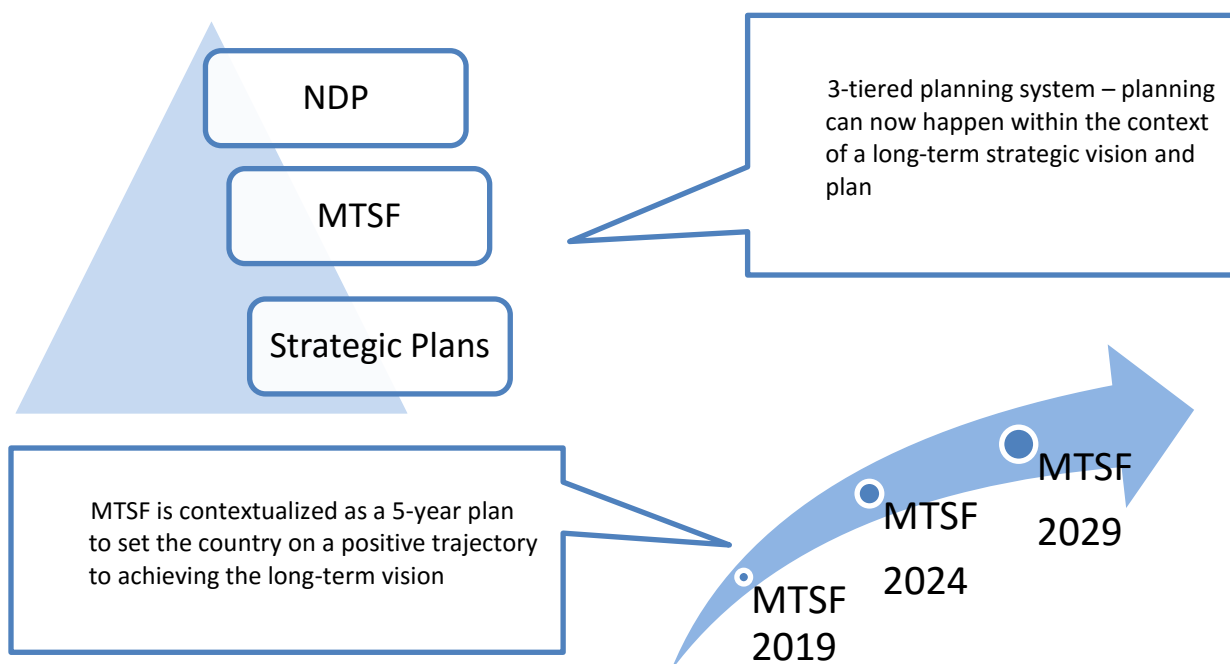 NDP
MTSF
Strategic Plans
3-tiered planning system – planning
can now happen within the context
of a long-term strategic vision and
plan
MTSF is contextualized as a 5-year plan
to set the country on a positive trajectory
to achieving the long-term vision
MTSF
2019
MTSF
2024
MTSF
2029